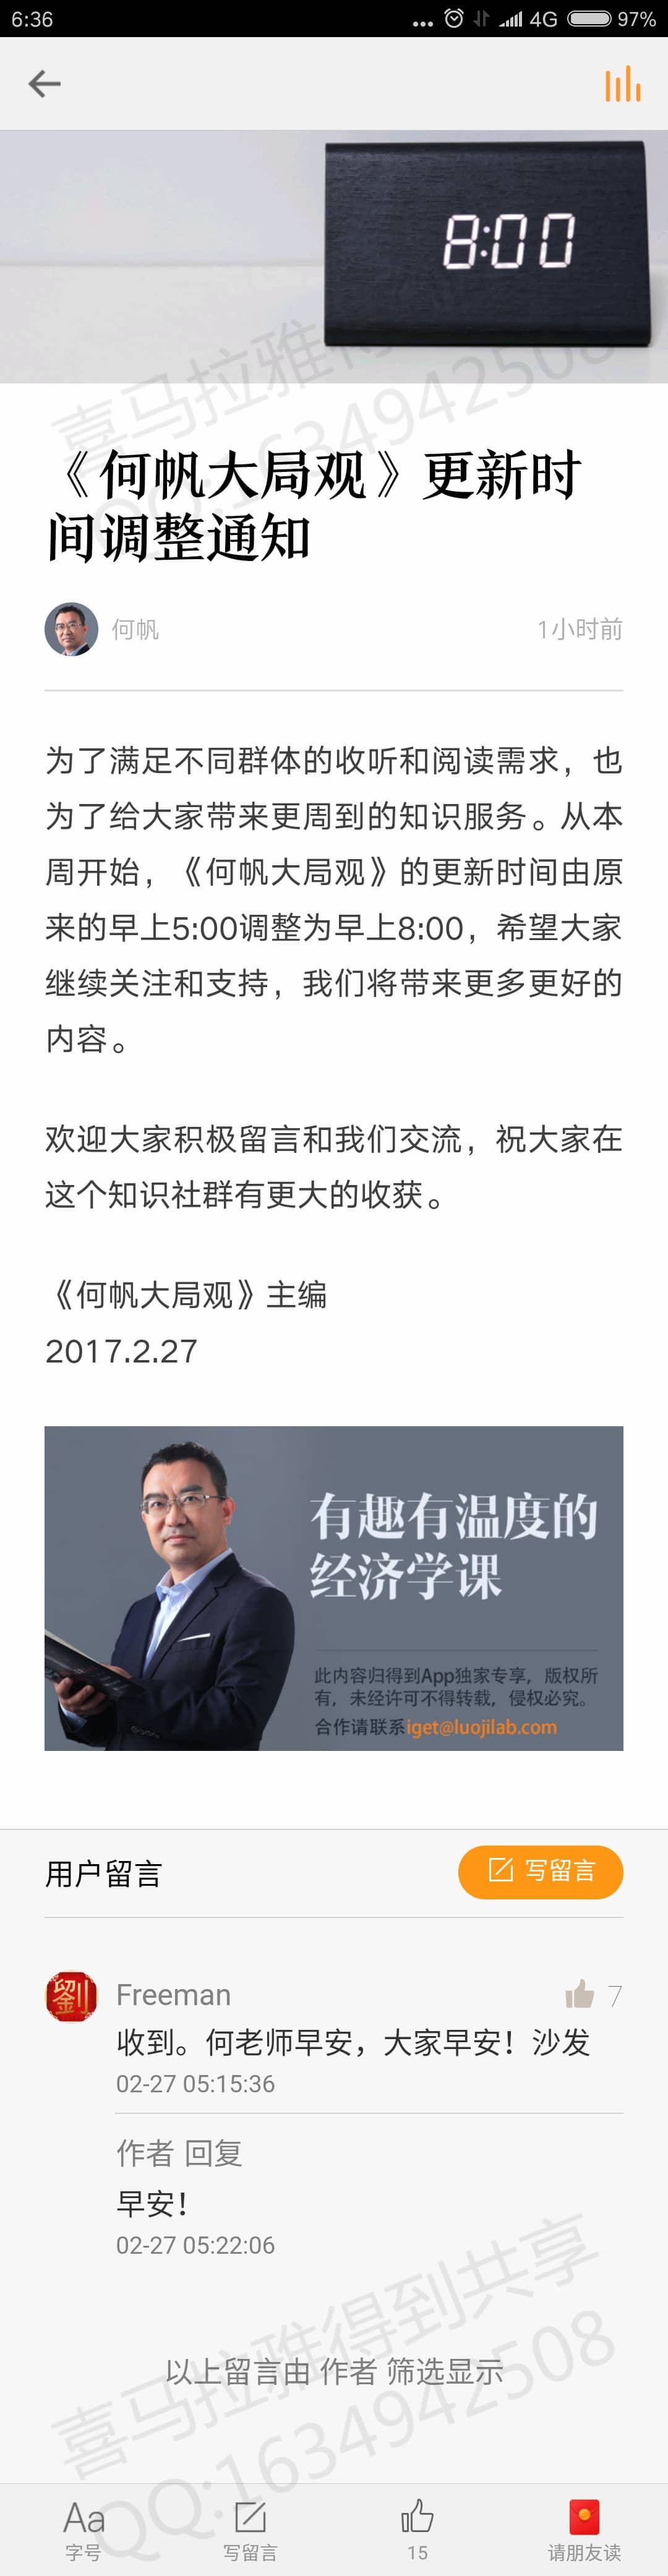 6:36
... 4G 97%
8:00
喜马拉雅得
QQ:1634942508
《何帆大局观》更新时
间调整通知
何帆
1小时前
为了满足不同群体的收听和阅读需求，也
为了给大家带来更周到的知识服务。从本
周开始，《何帆大局观》的更新时间由原
来的早上5:00调整为早上8:00，希望大家
继续关注和支持，我们将带来更多更好的
内容。
欢迎大家积极留言和我们交流，祝大家在
这个知识社群有更大的收获。
《何帆大局观》主编
2017.2.27
有趣有温度的
经济学课
此内容归得到App独家专享，版权所
有，未经许可不得转载，侵权必究。
合作请联系iget@luojilab.com
用户留言
写留言
劉
Freeman
7
收到。何老师早安，大家早安！沙发
02-27 05:15:36
作者 回复
早安！
02-27 05:22:06
喜马拉雅得到共享
QQ:1634942508
以上留言由 作者 筛选显示
Aa
字号
写留言
15
请朋友读